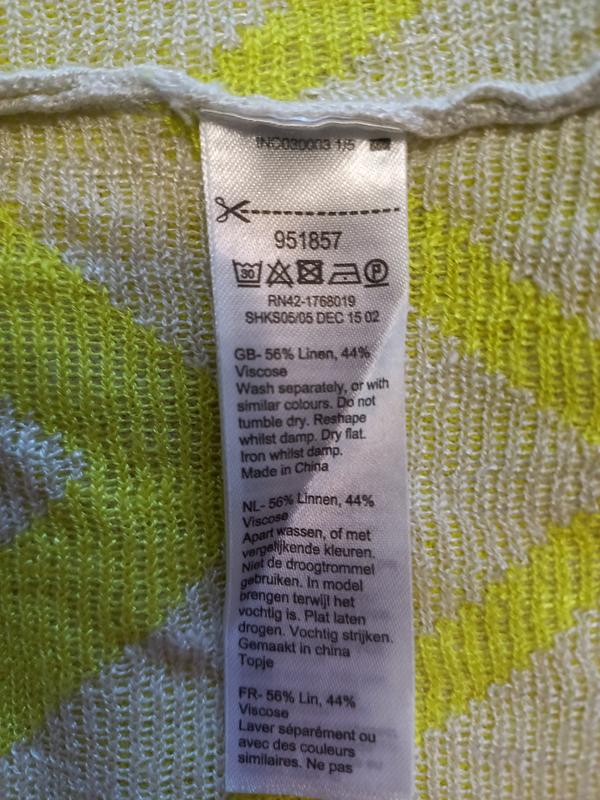 INC030003 1/5
951857
30 P
RN42-1768019
SHKS05/05 DEC 15 02
GB- 56% Linen, 44%
Viscose
Wash separately, or with
similar colours. Do not
tumble dry. Reshape
whilst damp. Dry flat.
Iron whilst damp.
Made in China
NL- 56% Linnen, 44%
Viscose
Apart wassen, of met
vergelijkende kleuren.
Niet de droogtrommel
gebruiken. In model
brengen terwijl het
vochtig is. Plat laten
drogen. Vochtig strijken.
Gemaakt in china
Topje
FR- 56% Lin, 44%
Viscose
Laver séparément ou
avec des couleurs
similaires. Ne pas